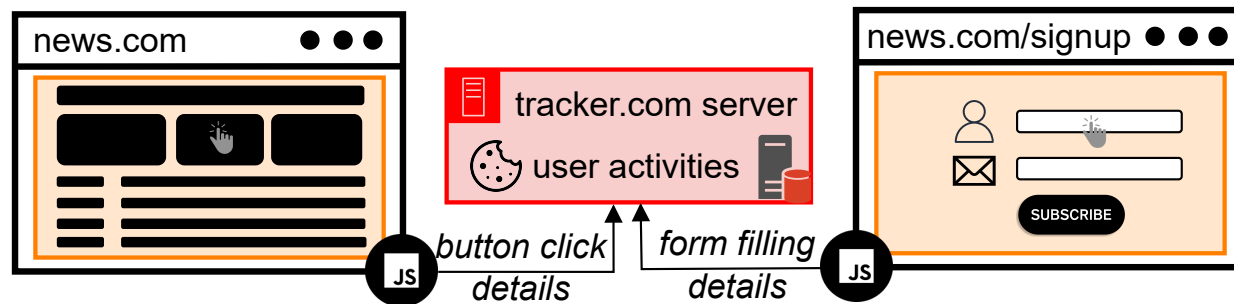 news.com
tracker.com server
user activities
button click
details
form filling
details
news.com/signup
SUBSCRIBE
JS
JS